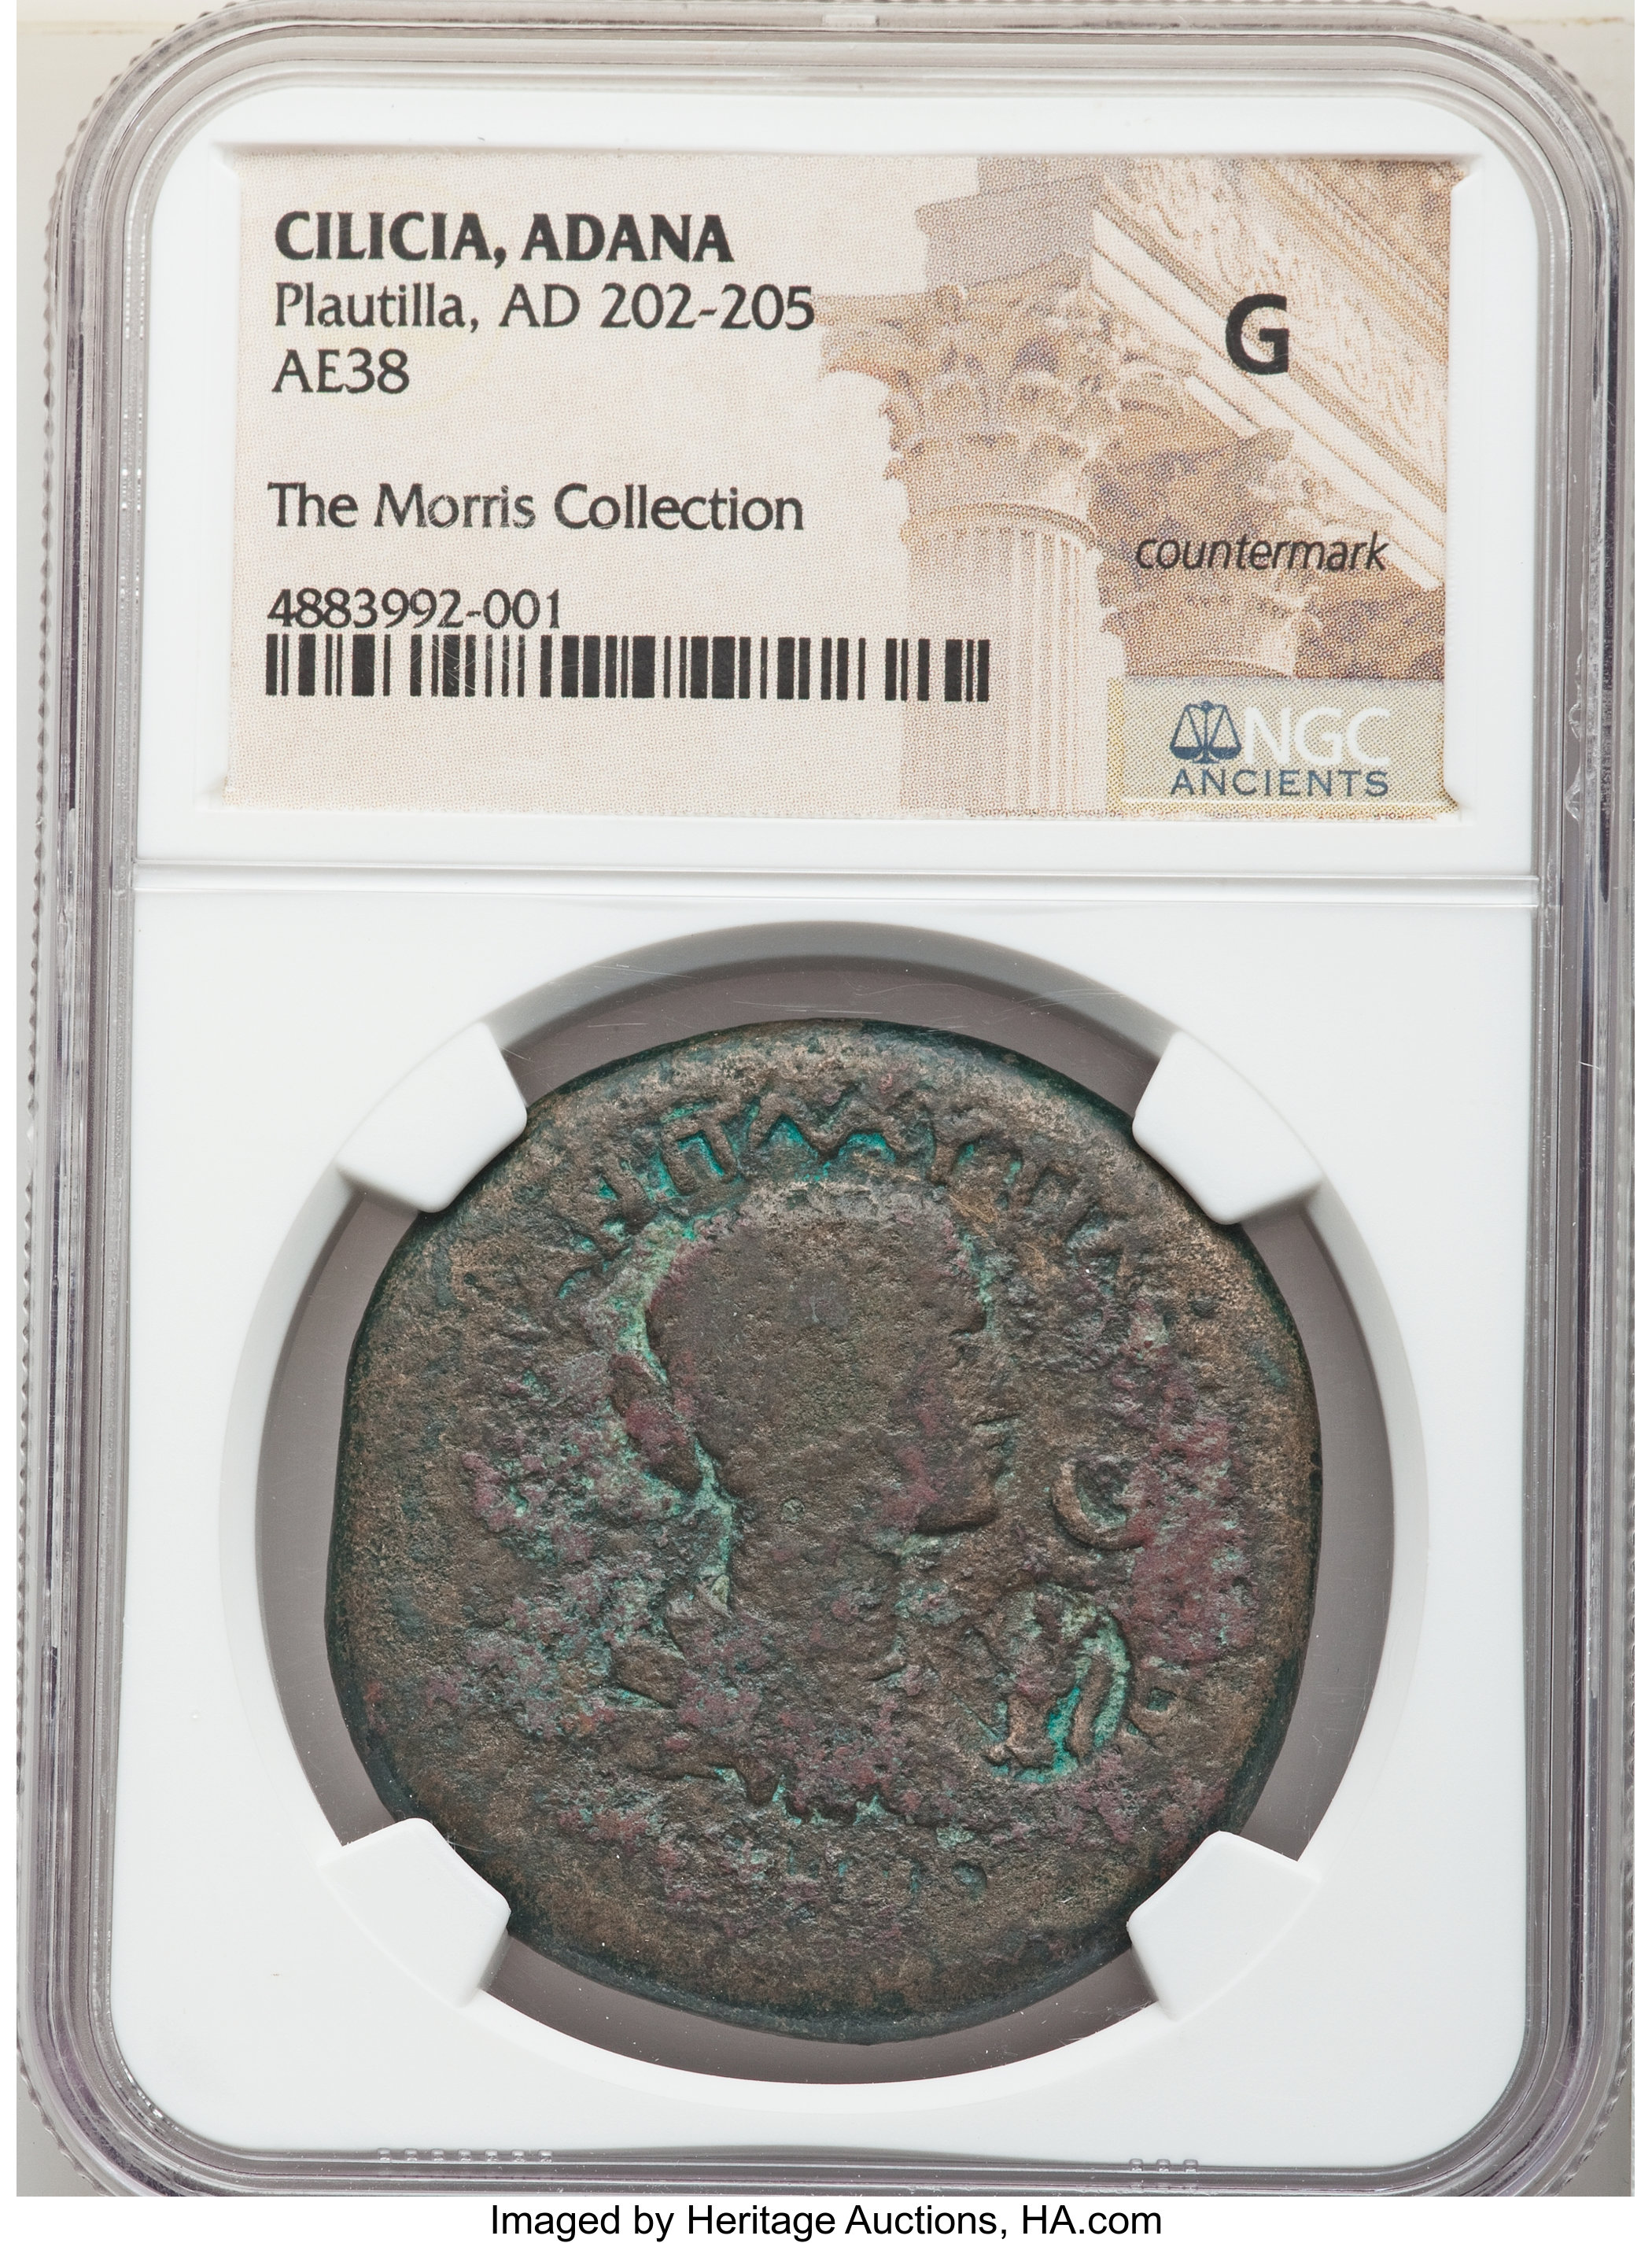 CILICIA, ADANA
Plautilla, AD 202-205
AE38
G
The Morris Collection
countermark
4883992-001
NGC
ANCIENTS
Imaged by Heritage Auctions, HA.com